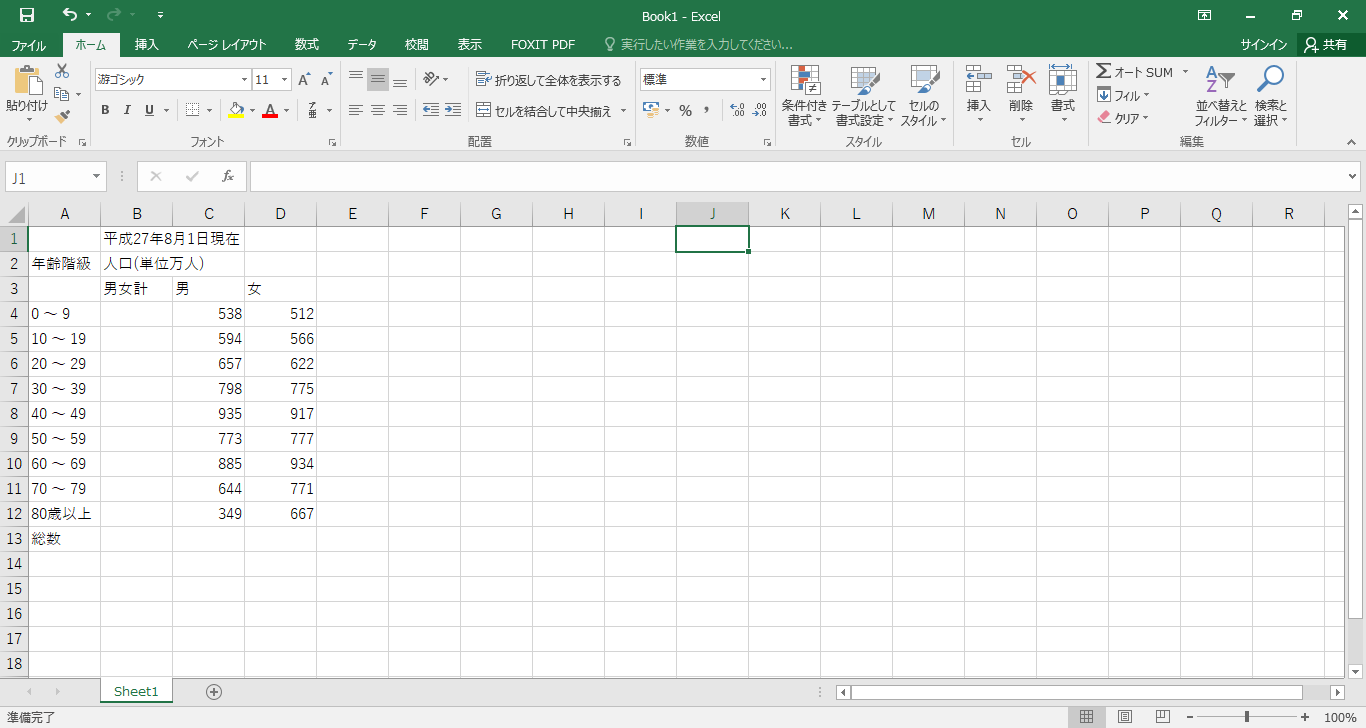 Book1 - Excel
ファイル ホーム 挿入 ページ レイアウト 数式 データ 校閲 表示 FOXIT PDF 実行したい作業を入力してください... サインイン 共有
貼り付け
クリップボード
游ゴシック 11
B I U
フォント
折り返して全体を表示する
セルを結合して中央揃え
配置
標準
%
数値
条件付き書式
テーブルとして書式設定
セルのスタイル
スタイル
挿入 削除 書式
セル
オート SUM
フィル
クリア
並べ替えとフィルター
検索と選択
編集
J1 fx
A B C D E F G H I J K L M N O P Q R
1 平成27年8月1日現在
2 年齢階級 人口(単位万人)
3 男女計 男 女
4 0 ～ 9 538 512
5 10 ～ 19 594 566
6 20 ～ 29 657 622
7 30 ～ 39 798 775
8 40 ～ 49 935 917
9 50 ～ 59 773 777
10 60 ～ 69 885 934
11 70 ～ 79 644 771
12 80歳以上 349 667
13 総数
14
15
16
17
18
Sheet1
準備完了 100%